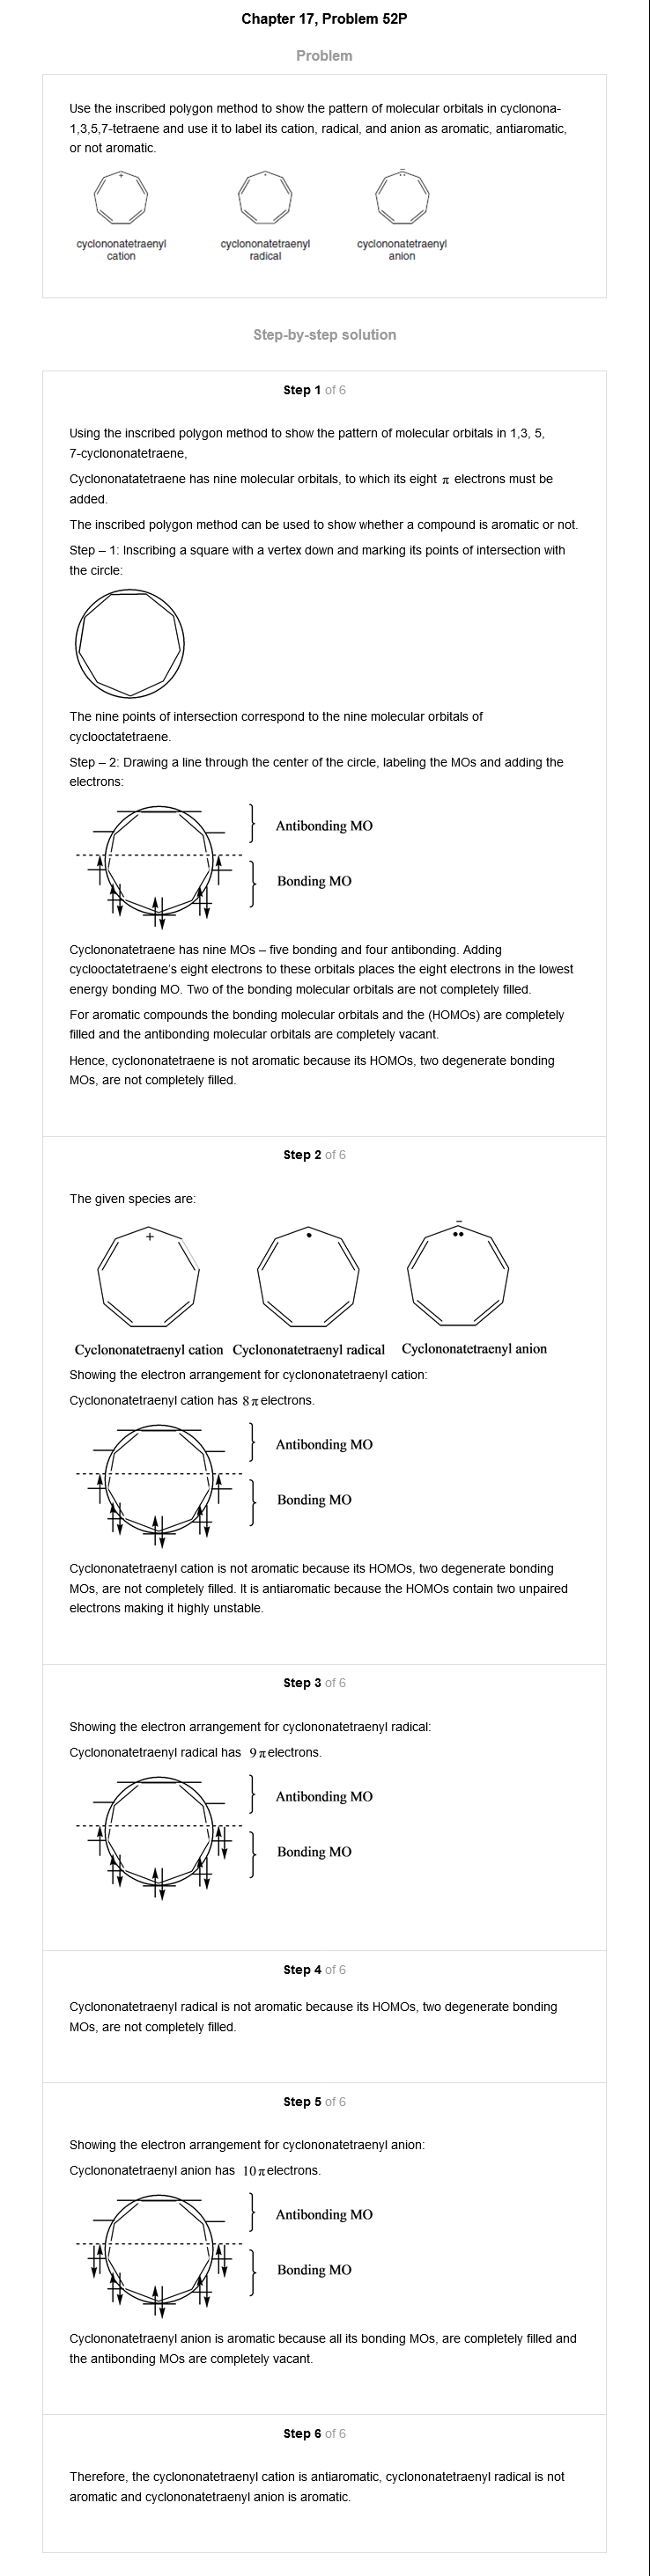 Chapter 17, Problem 52P
Problem
Use the inscribed polygon method to show the pattern of molecular orbitals in cyclonona-
1,3,5,7-tetraene and use it to label its cation, radical, and anion as aromatic, antiaromatic,
or not aromatic.
cyclononatetraenyl cation
cyclononatetraenyl radical
cyclononatetraenyl anion
Step-by-step solution
Step 1 of 6
Using the inscribed polygon method to show the pattern of molecular orbitals in 1,3, 5,
7-cyclononatetraene,
Cyclononatatetraene has nine molecular orbitals, to which its eight π electrons must be
added.
The inscribed polygon method can be used to show whether a compound is aromatic or not.
Step – 1: Inscribing a square with a vertex down and marking its points of intersection with
the circle:
The nine points of intersection correspond to the nine molecular orbitals of
cyclooctatetraene.
Step – 2: Drawing a line through the center of the circle, labeling the MOs and adding the
electrons:
Antibonding MO
Bonding MO
Cyclononatetraene has nine MOs – five bonding and four antibonding. Adding
cyclooctatetraene's eight electrons to these orbitals places the eight electrons in the lowest
energy bonding MO. Two of the bonding molecular orbitals are not completely filled.
For aromatic compounds the bonding molecular orbitals and the (HOMOs) are completely
filled and the antibonding molecular orbitals are completely vacant.
Hence, cyclononatetraene is not aromatic because its HOMOs, two degenerate bonding
MOs, are not completely filled.
Step 2 of 6
The given species are:
+ • − ••
Cyclononatetraenyl cation Cyclononatetraenyl radical Cyclononatetraenyl anion
Showing the electron arrangement for cyclononatetraenyl cation:
Cyclononatetraenyl cation has 8 π electrons.
Antibonding MO
Bonding MO
Cyclononatetraenyl cation is not aromatic because its HOMOs, two degenerate bonding
MOs, are not completely filled. It is antiaromatic because the HOMOs contain two unpaired
electrons making it highly unstable.
Step 3 of 6
Showing the electron arrangement for cyclononatetraenyl radical:
Cyclononatetraenyl radical has 9 π electrons.
Antibonding MO
Bonding MO
Step 4 of 6
Cyclononatetraenyl radical is not aromatic because its HOMOs, two degenerate bonding
MOs, are not completely filled.
Step 5 of 6
Showing the electron arrangement for cyclononatetraenyl anion:
Cyclononatetraenyl anion has 10 π electrons.
Antibonding MO
Bonding MO
Cyclononatetraenyl anion is aromatic because all its bonding MOs, are completely filled and
the antibonding MOs are completely vacant.
Step 6 of 6
Therefore, the cyclononatetraenyl cation is antiaromatic, cyclononatetraenyl radical is not
aromatic and cyclononatetraenyl anion is aromatic.